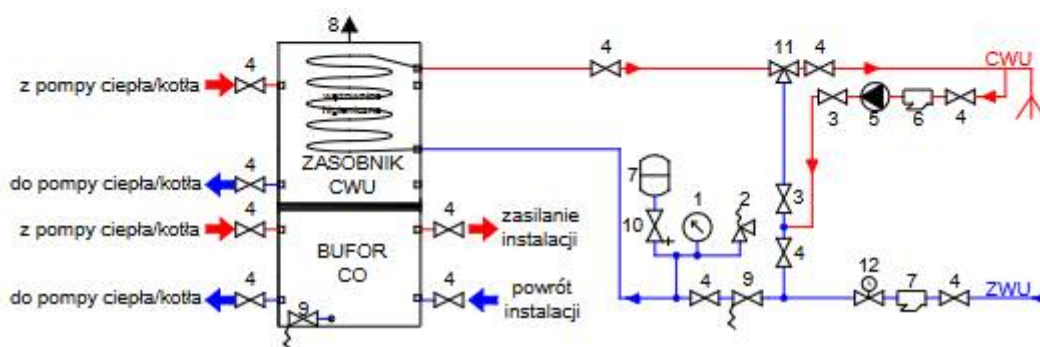 8
4
11
4
CWU
4
z pompy ciepła/kotła
wężownica
higieniczna
3
5
6
4
4
ZASOBNIK
CWU
7
1
2
3
do pompy ciepła/kotła
4
4
zasilanie
instalacji
10
z pompy ciepła/kotła
BUFOR
CO
4
4
4
powrót
instalacji
4
9
12
7
4
ZWU
do pompy ciepła/kotła
9